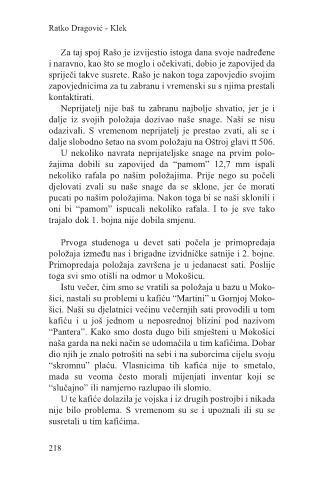 Ratko Dragović - Klek
Za taj spoj Rašo je izvijestio istoga dana svoje nadređene
i naravno, kao što se moglo i očekivati, dobio je zapovijed da
spriječi takve susrete. Rašo je nakon toga zapovjedio svojim
zapovjednicima za tu zabranu i vremenski su s njima prestali
kontaktirati.
Neprijatelj nije baš tu zabranu najbolje shvatio, jer je i
dalje iz svojih položaja dozivao naše snage. Naši se nisu
odazivali. S vremenom neprijatelj je prestao zvati, ali se i
dalje slobodno šetao na svom položaju na Oštroj glavi tt 506.
U nekoliko navrata neprijateljske snage na prvim polo-
žajima dobili su zapovijed da “pamom” 12,7 mm ispali
nekoliko rafala po našim položajima. Prije nego su počeli
djelovati zvali su naše snage da se sklone, jer će morati
pucati po našim položajima. Nakon toga bi se naši sklonili i
oni bi “pamom” ispucali nekoliko rafala. I to je sve tako
trajalo dok 1. bojna nije dobila smjenu.
Prvoga studenoga u devet sati počela je primopredaja
položaja između nas i brigadne izvidničke satnije i 2. bojne.
Primopredaja položaja završena je u jedanaest sati. Poslije
toga svi smo otišli na odmor u Mokošicu.
Istu večer, čim smo se vratili sa položaja u bazu u Moko-
šici, nastali su problemi u kafiću “Martini” u Gornjoj Moko-
šici. Naši su djelatnici većinu večernjih sati provodili u tom
kafiću i u još jednom u neposrednoj blizini pod nazivom
“Pantera”. Kako smo dosta dugo bili smješteni u Mokošici
naša garda na neki način se udomaćila u tim kafićima. Dobar
dio njih je znalo potrošiti na sebi i na suborcima cijelu svoju
“skromnu” plaću. Vlasnicima tih kafića nije to smetalo,
mada su veoma često morali mijenjati inventar koji se
“slučajno” ili namjerno razlupao ili slomio.
U te kafiće dolazila je vojska i iz drugih postrojbi i nikada
nije bilo problema. S vremenom su se i upoznali ili su se
susretali u tim kafićima.
218